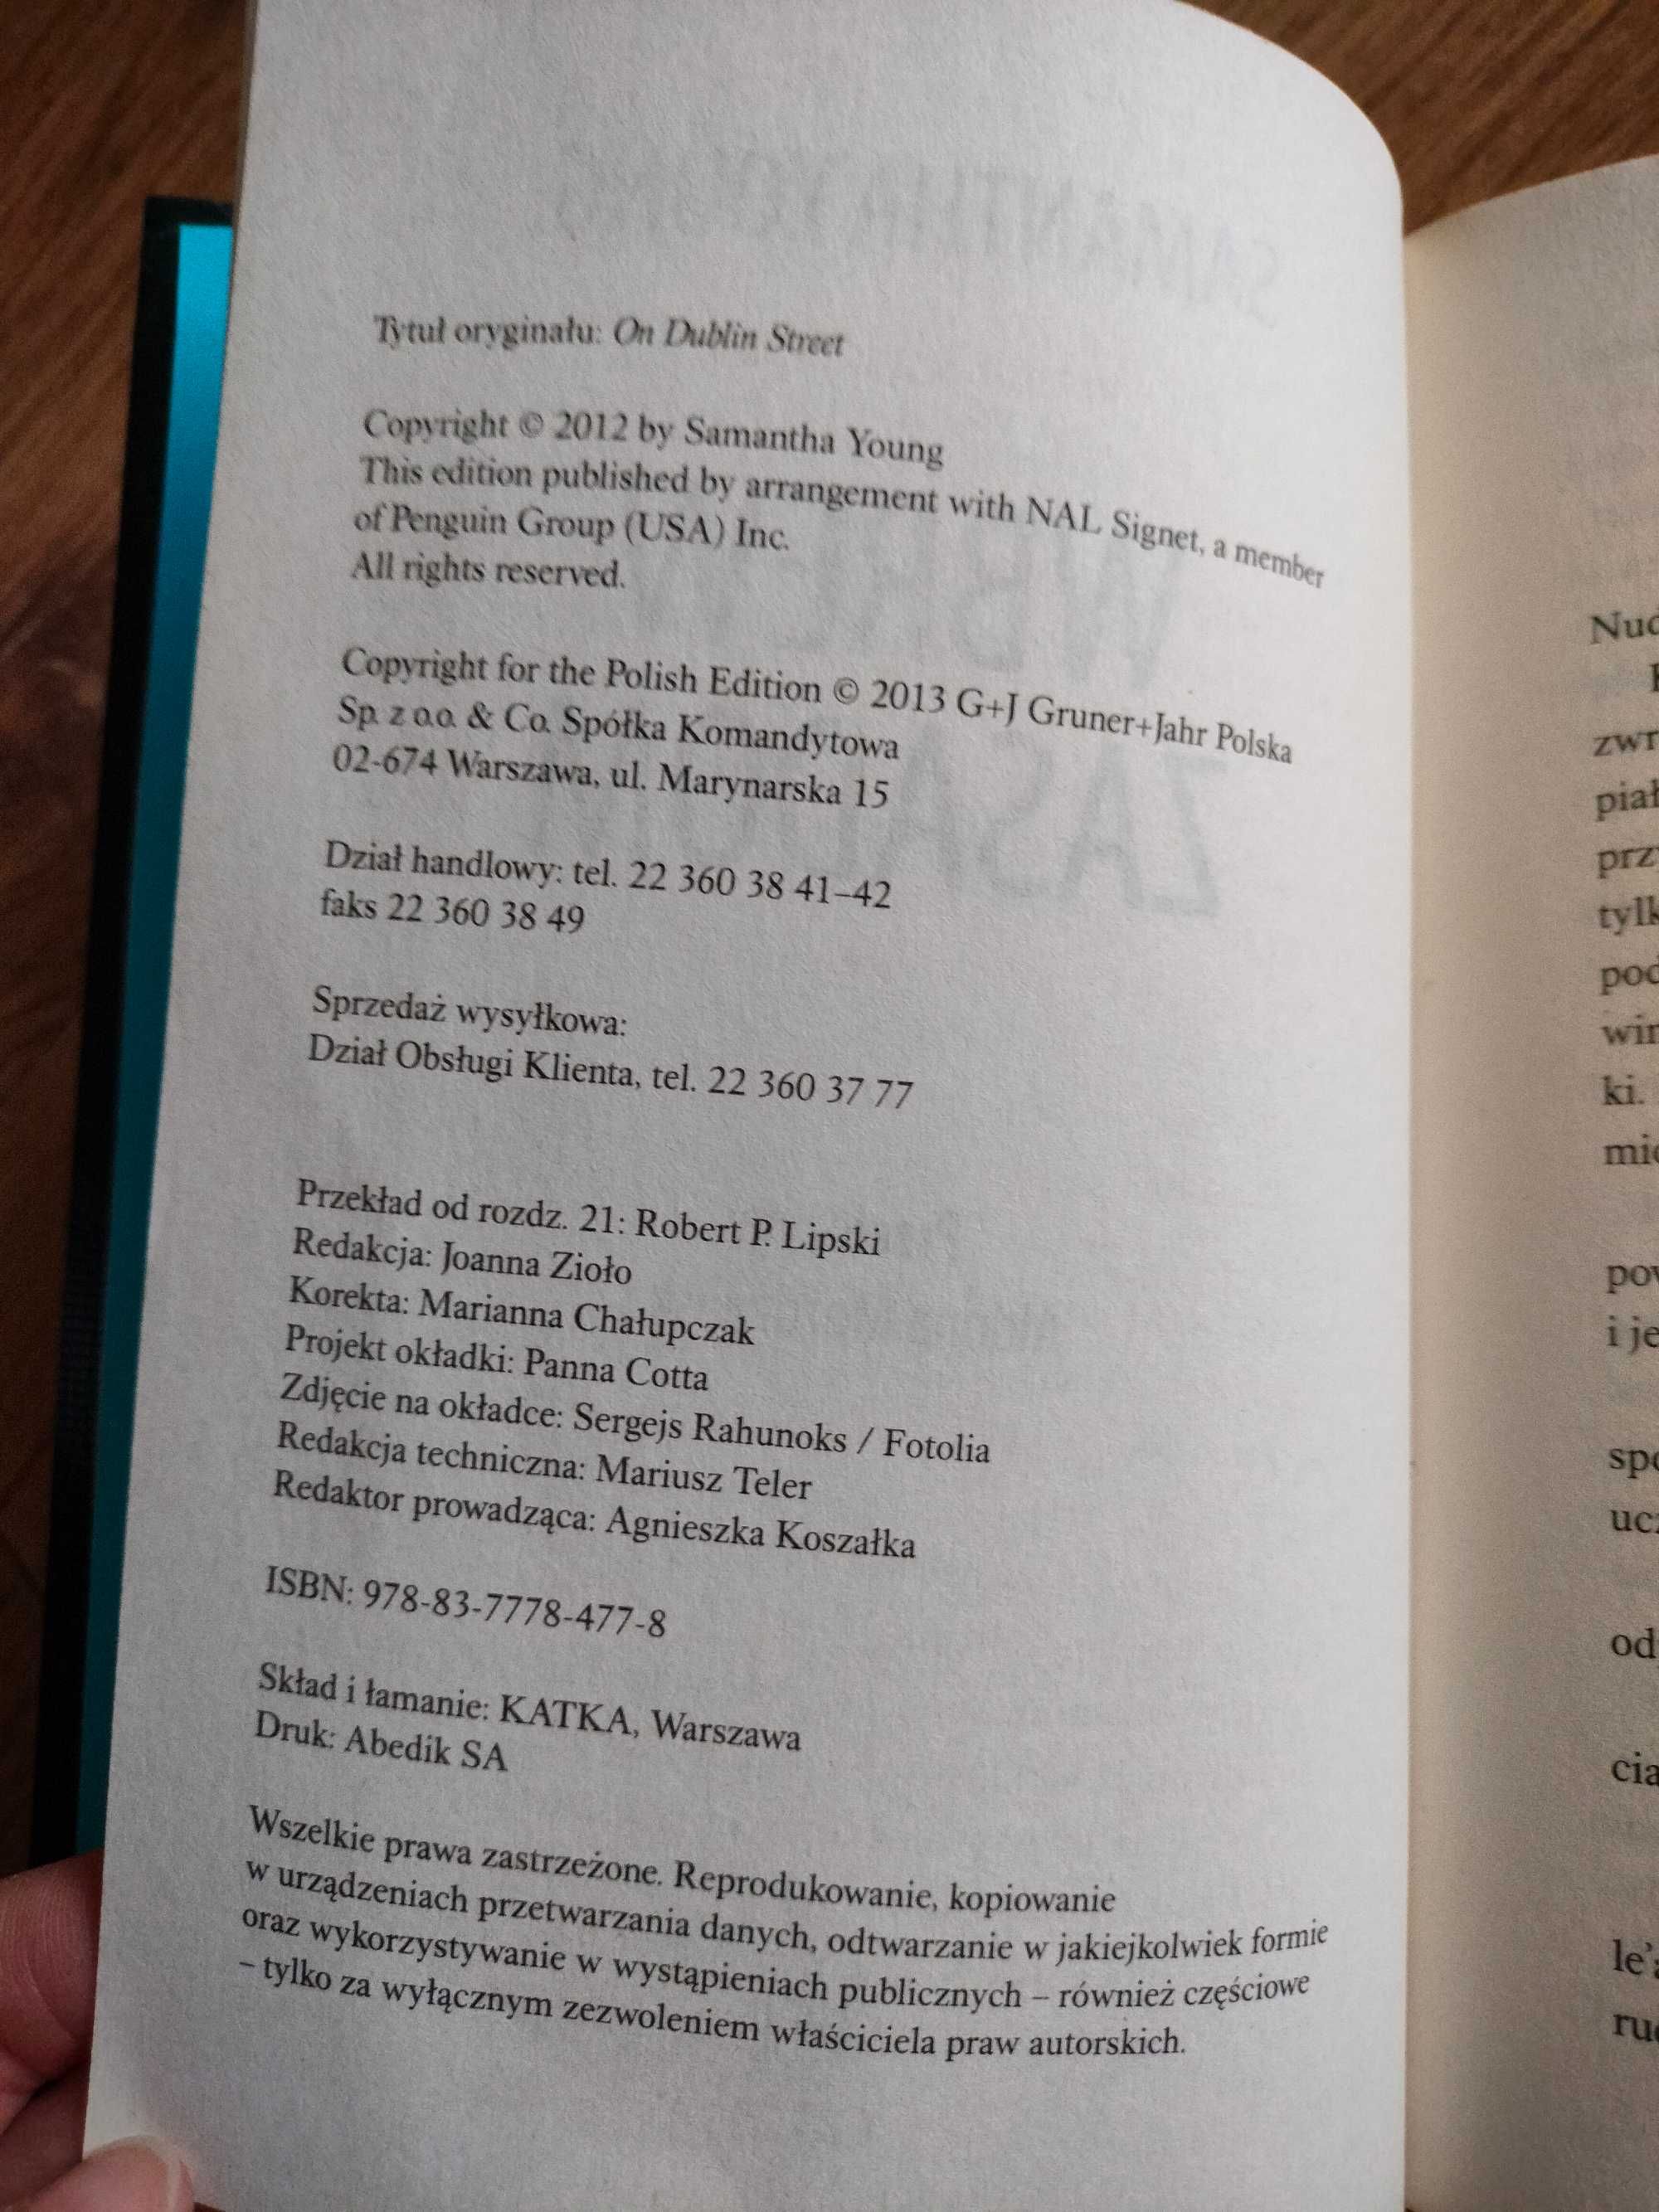 Tytuł oryginału: On Dublin Street
Copyright © 2012 by Samantha Young
This edition published by arrangement with NAL Signet, a member
of Penguin Group (USA) Inc.
All rights reserved.
Copyright for the Polish Edition © 2013 G+J Gruner+Jahr Polska
Sp. z o.o. & Co. Spółka Komandytowa
02-674 Warszawa, ul. Marynarska 15
Dział handlowy: tel. 22 360 38 41–42
faks 22 360 38 49
Sprzedaż wysyłkowa:
Dział Obsługi Klienta, tel. 22 360 37 77
Przekład od rozdz. 21: Robert P. Lipski
Redakcja: Joanna Zioło
Korekta: Marianna Chałupczak
Projekt okładki: Panna Cotta
Zdjęcie na okładce: Sergejs Rahunoks / Fotolia
Redakcja techniczna: Mariusz Teler
Redaktor prowadząca: Agnieszka Koszałka
ISBN: 978-83-7778-477-8
Skład i łamanie: KATKA, Warszawa
Druk: Abedik SA
Wszelkie prawa zastrzeżone. Reprodukowanie, kopiowanie
w urządzeniach przetwarzania danych, odtwarzanie w jakiejkolwiek formie
oraz wykorzystywanie w wystąpieniach publicznych – również częściowe
– tylko za wyłącznym zezwoleniem właściciela praw autorskich.
ki.
i je